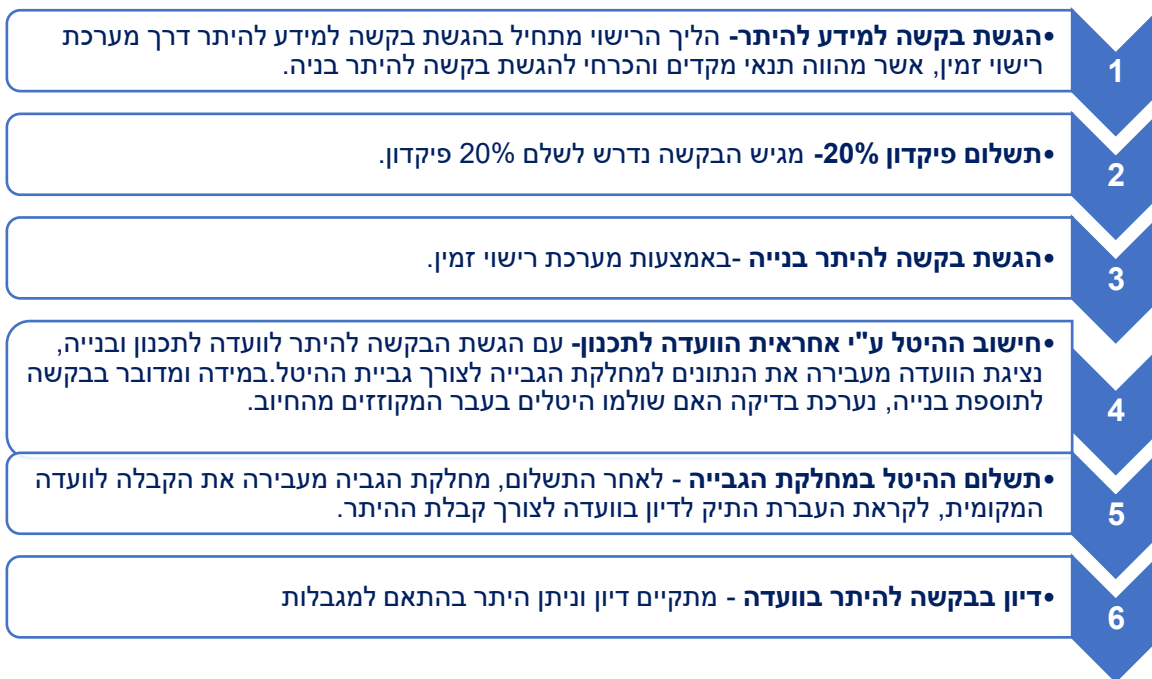 •הגשת בקשה למידע להיתר- הליך הרישוי מתחיל בהגשת בקשה למידע להיתר דרך מערכת
רישוי זמין, אשר מהווה תנאי מקדים והכרחי להגשת בקשה להיתר בניה.
1
•תשלום פיקדון 20%- מגיש הבקשה נדרש לשלם 20% פיקדון.
2
•הגשת בקשה להיתר בנייה -באמצעות מערכת רישוי זמין.
3
•חישוב ההיטל ע"י אחראית הוועדה לתכנון- עם הגשת הבקשה להיתר לוועדה לתכנון ובנייה,
נציגת הוועדה מעבירה את הנתונים למחלקת הגבייה לצורך גביית ההיטל.במידה ומדובר בבקשה
לתוספת בנייה, נערכת בדיקה האם שולמו היטלים בעבר המקוזזים מהחיוב.
4
•תשלום ההיטל במחלקת הגבייה - לאחר התשלום, מחלקת הגביה מעבירה את הקבלה לוועדה
המקומית, לקראת העברת התיק לדיון בוועדה לצורך קבלת ההיתר.
5
•דיון בבקשה להיתר בוועדה - מתקיים דיון וניתן היתר בהתאם למגבלות
6